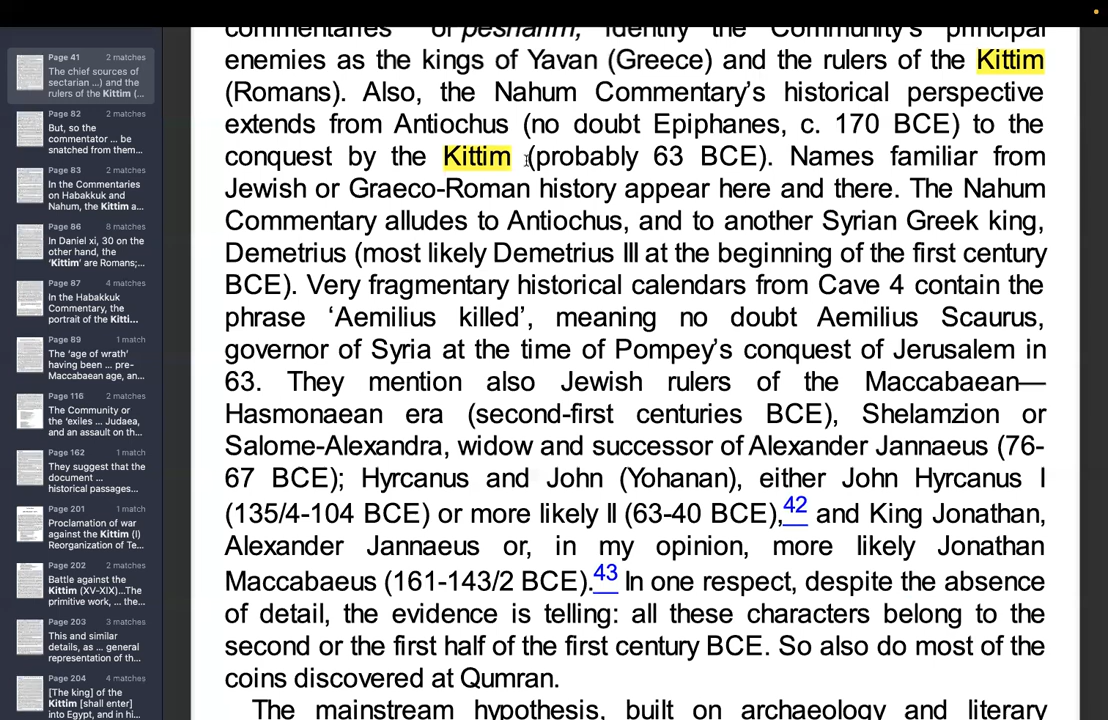 Page 41 2 matches
The chief sources of
sectarian ...) and the
rulers of the Kittim (...
Page 82 2 matches
But, so the
commentator ... be
snatched from them...
Page 83 2 matches
In the Commentaries
on Habakkuk and
Nahum, the Kittim a...
Page 86 8 matches
In Daniel xi, 30 on the
other hand, the
‘Kittim’ are Romans;...
Page 87 4 matches
In the Habakkuk
Commentary, the
portrait of the Kitti...
Page 89 1 match
The ‘age of wrath’
having been ... pre-
Maccabaean age, an...
Page 116 2 matches
The Community or
the ‘exiles ... Judaea,
and an assault on th...
Page 162 1 match
They suggest that the
document ...
historical passages...
Page 201 1 match
Proclamation of war
against the Kittim (I)
Reorganization of Te...
Page 202 2 matches
Battle against the
Kittim (XV-XIX)...The
primitive work, ... the...
Page 203 3 matches
This and similar
details, as ... general
representation of th...
Page 204 4 matches
[The king] of the
Kittim [shall enter]
into Egypt, and in hi...
commentaries of pesharim, identify the Community’s principal
enemies as the kings of Yavan (Greece) and the rulers of the Kittim
(Romans). Also, the Nahum Commentary’s historical perspective
extends from Antiochus (no doubt Epiphanes, c. 170 BCE) to the
conquest by the Kittim (probably 63 BCE). Names familiar from
Jewish or Graeco-Roman history appear here and there. The Nahum
Commentary alludes to Antiochus, and to another Syrian Greek king,
Demetrius (most likely Demetrius III at the beginning of the first century
BCE). Very fragmentary historical calendars from Cave 4 contain the
phrase ‘Aemilius killed’, meaning no doubt Aemilius Scaurus,
governor of Syria at the time of Pompey’s conquest of Jerusalem in
63. They mention also Jewish rulers of the Maccabaean—
Hasmonaean era (second-first centuries BCE), Shelamzion or
Salome-Alexandra, widow and successor of Alexander Jannaeus (76-
67 BCE); Hyrcanus and John (Yohanan), either John Hyrcanus I
(135/4-104 BCE) or more likely II (63-40 BCE),42 and King Jonathan,
Alexander Jannaeus or, in my opinion, more likely Jonathan
Maccabaeus (161-143/2 BCE).43 In one respect, despite the absence
of detail, the evidence is telling: all these characters belong to the
second or the first half of the first century BCE. So also do most of the
coins discovered at Qumran.
The mainstream hypothesis, built on archaeology and literary